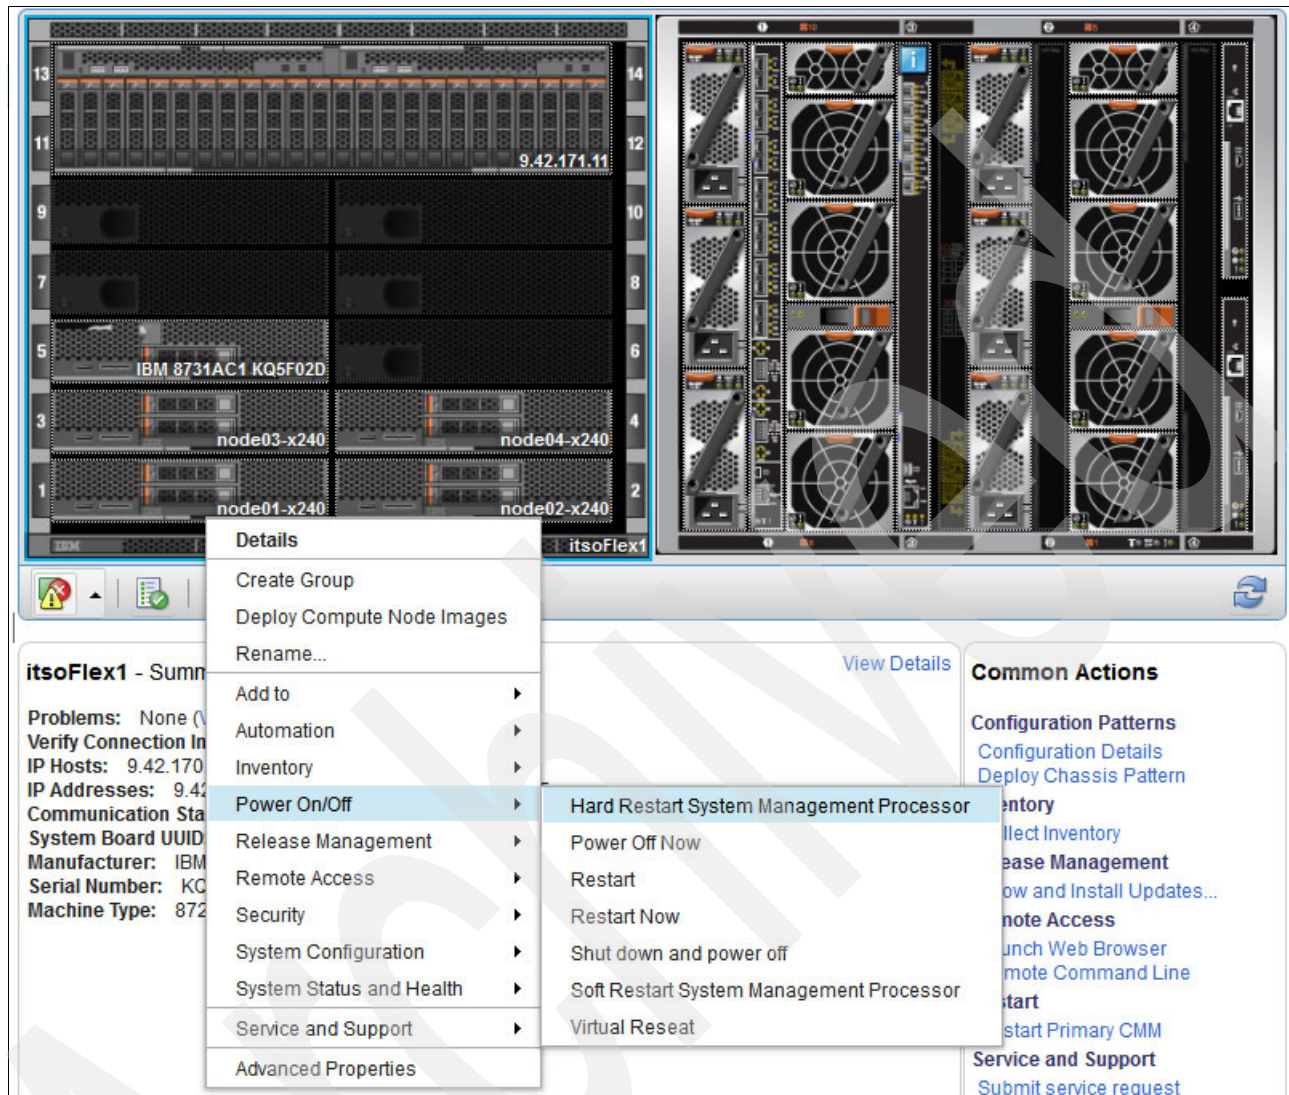 13
14
11
12
9.42.171.11
9
10
7
8
5
6
IBM 8731AC1 KQ5F02D
3
4
node03-x240
node04-x240
1
2
node01-x240
node02-x240
IBM
itsoFlex1
Details
Create Group
Deploy Compute Node Images
Rename...
Add to
Automation
Inventory
Power On/Off
Release Management
Remote Access
Security
System Configuration
System Status and Health
Service and Support
Advanced Properties
Hard Restart System Management Processor
Power Off Now
Restart
Restart Now
Shut down and power off
Soft Restart System Management Processor
Virtual Reseat
itsoFlex1 - Summ
View Details
Problems: None (V
Verify Connection In
IP Hosts: 9.42.170
IP Addresses: 9.42
Communication Sta
System Board UUID
Manufacturer: IBM
Serial Number: KQ
Machine Type: 872
Common Actions
Configuration Patterns
Configuration Details
Deploy Chassis Pattern
entory
llect Inventory
ease Management
ow and Install Updates...
mote Access
unch Web Browser
mote Command Line
start
start Primary CMM
Service and Support
Submit service request
Archived